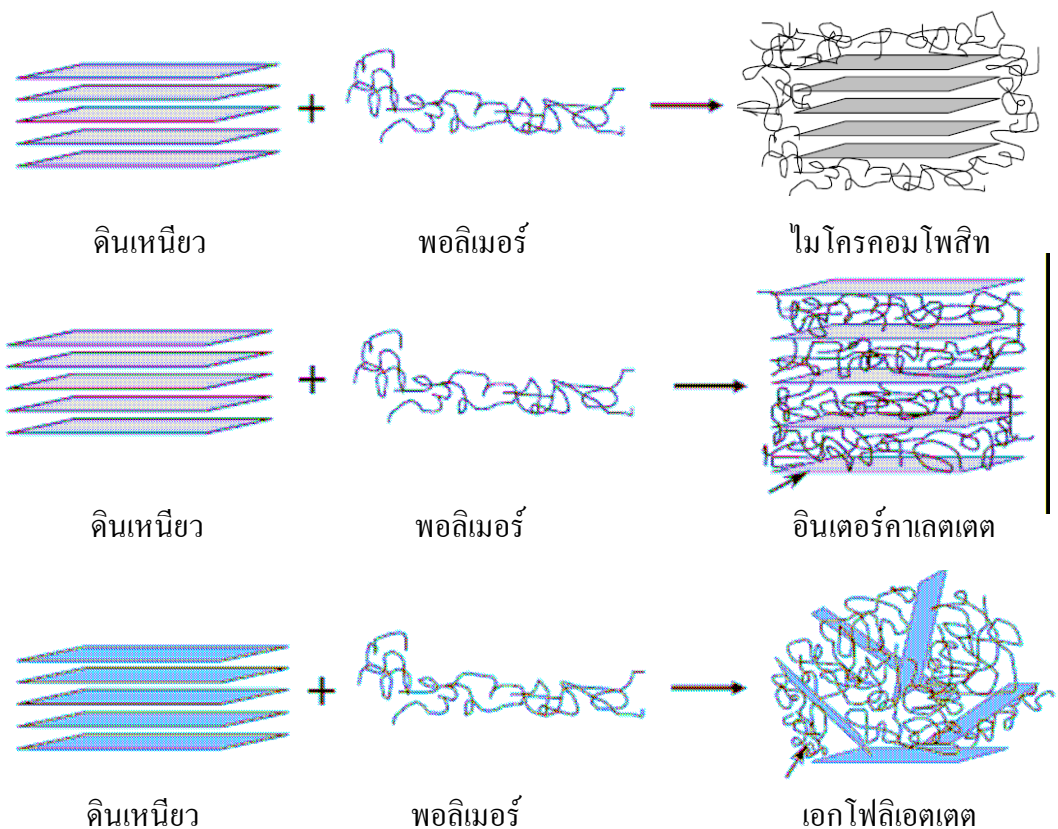 ดินเหนียว พอลิเมอร์ ไมโครคอมโพสิท
ดินเหนียว พอลิเมอร์ อินเตอร์คาเลตเตต
ดินเหนียว พอลิเมอร์ เอกโฟลิเอตเตต